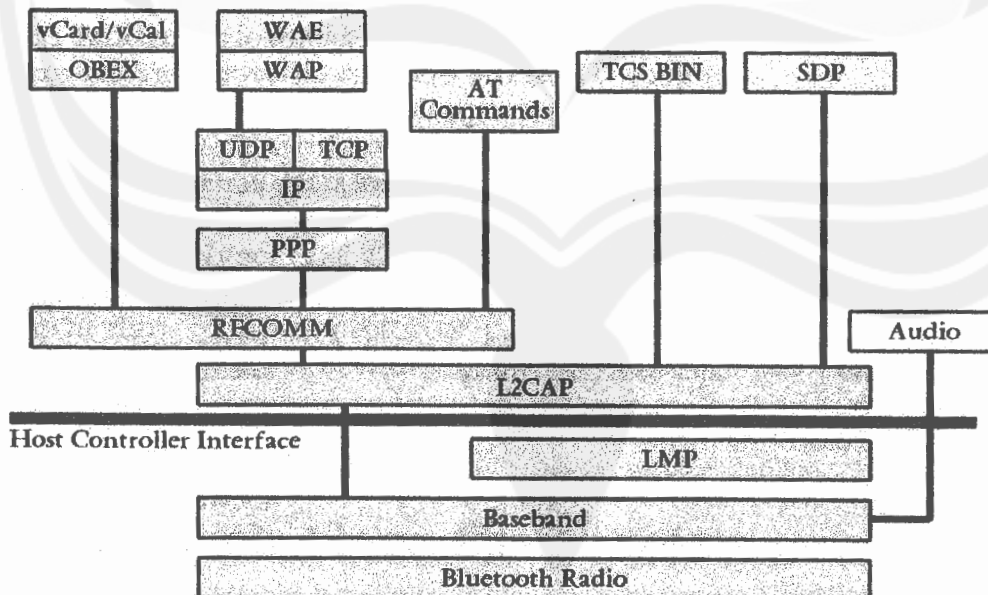 vCard/vCal
OBEX
WAE
WAP
AT
Commands
TCS BIN
SDP
UDP
TCP
IP
PPP
RFCOMM
Audio
L2CAP
Host Controller Interface
LMP
Baseband
Bluetooth Radio